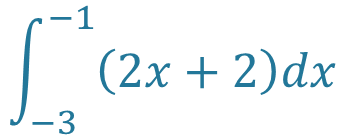 ∫_{-3}^{-1} (2x + 2)dx